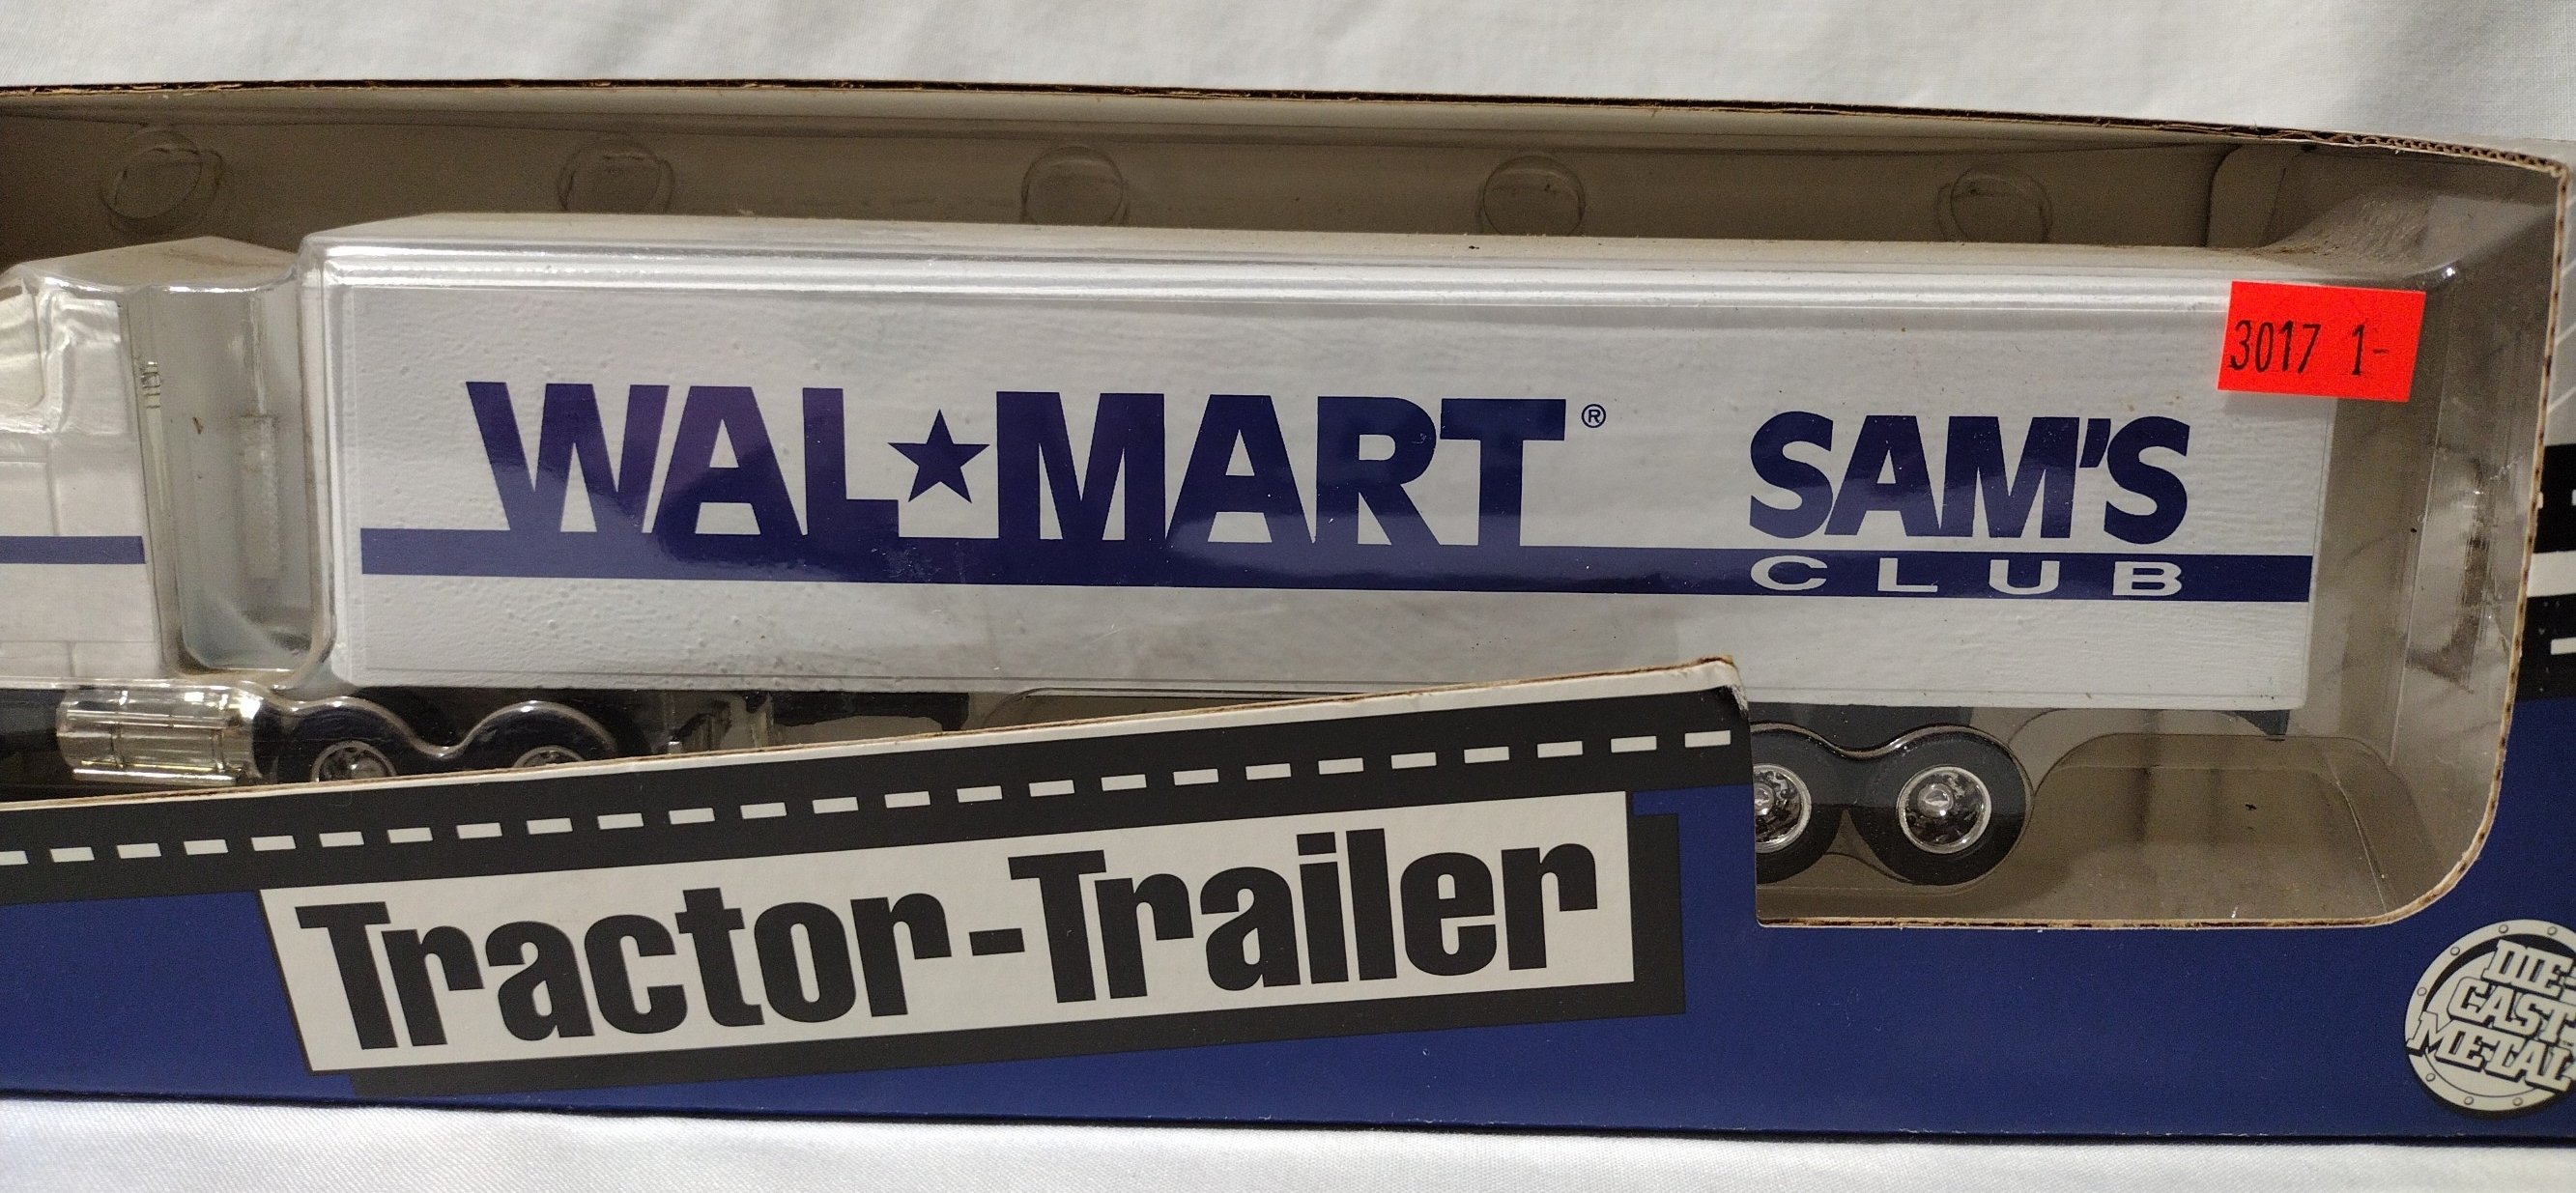 3017 1-
WAL★MART® SAM'S
CLUB
Tractor-Trailer
DIE-
CAST
METAL